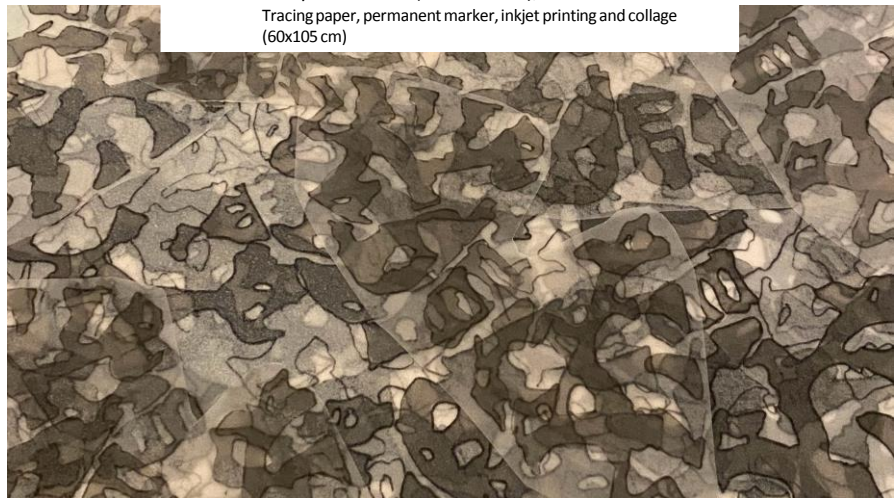 Tracing paper, permanent marker, inkjet printing and collage
(60x105 cm)